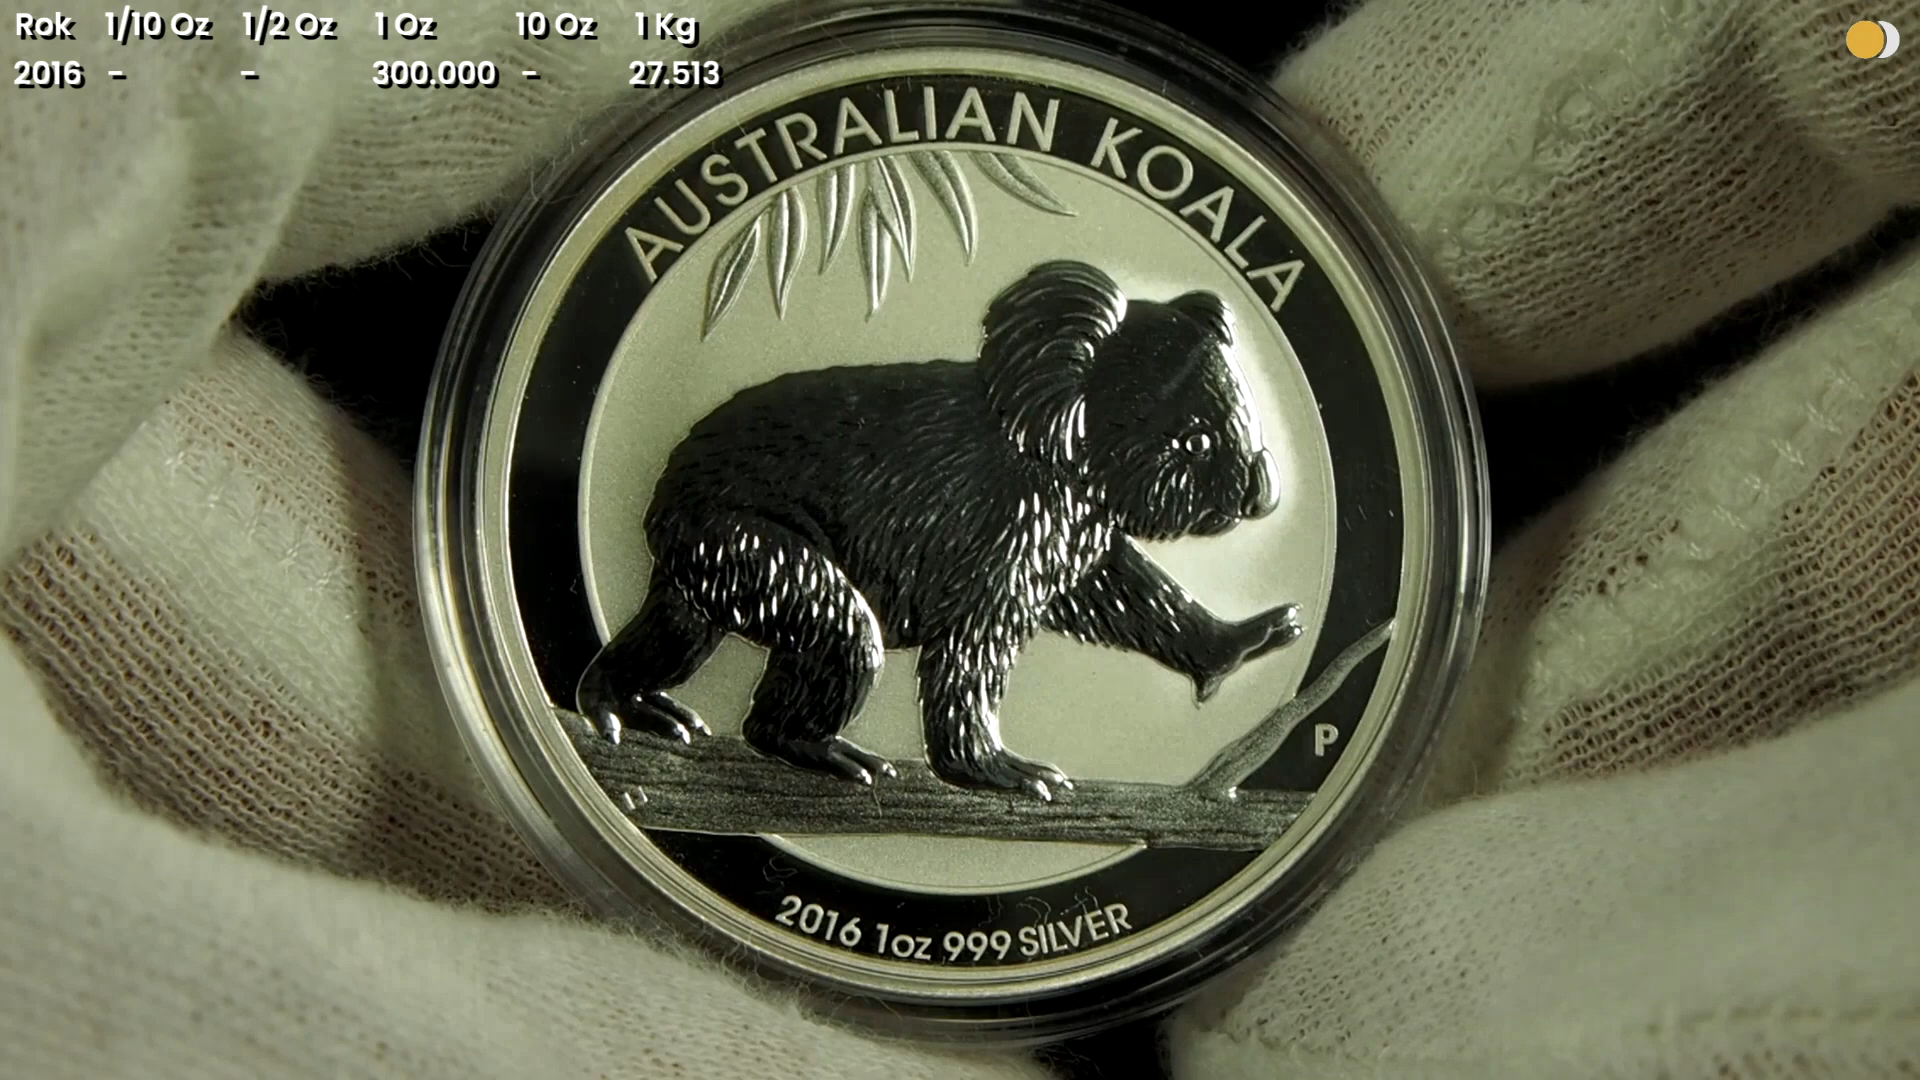 Rok 1/10 Oz 1/2 Oz 1 Oz 10 Oz 1 Kg
2016 - - 300.000 - 27.513
AUSTRALIAN KOALA
P
2016 1oz 999 SILVER